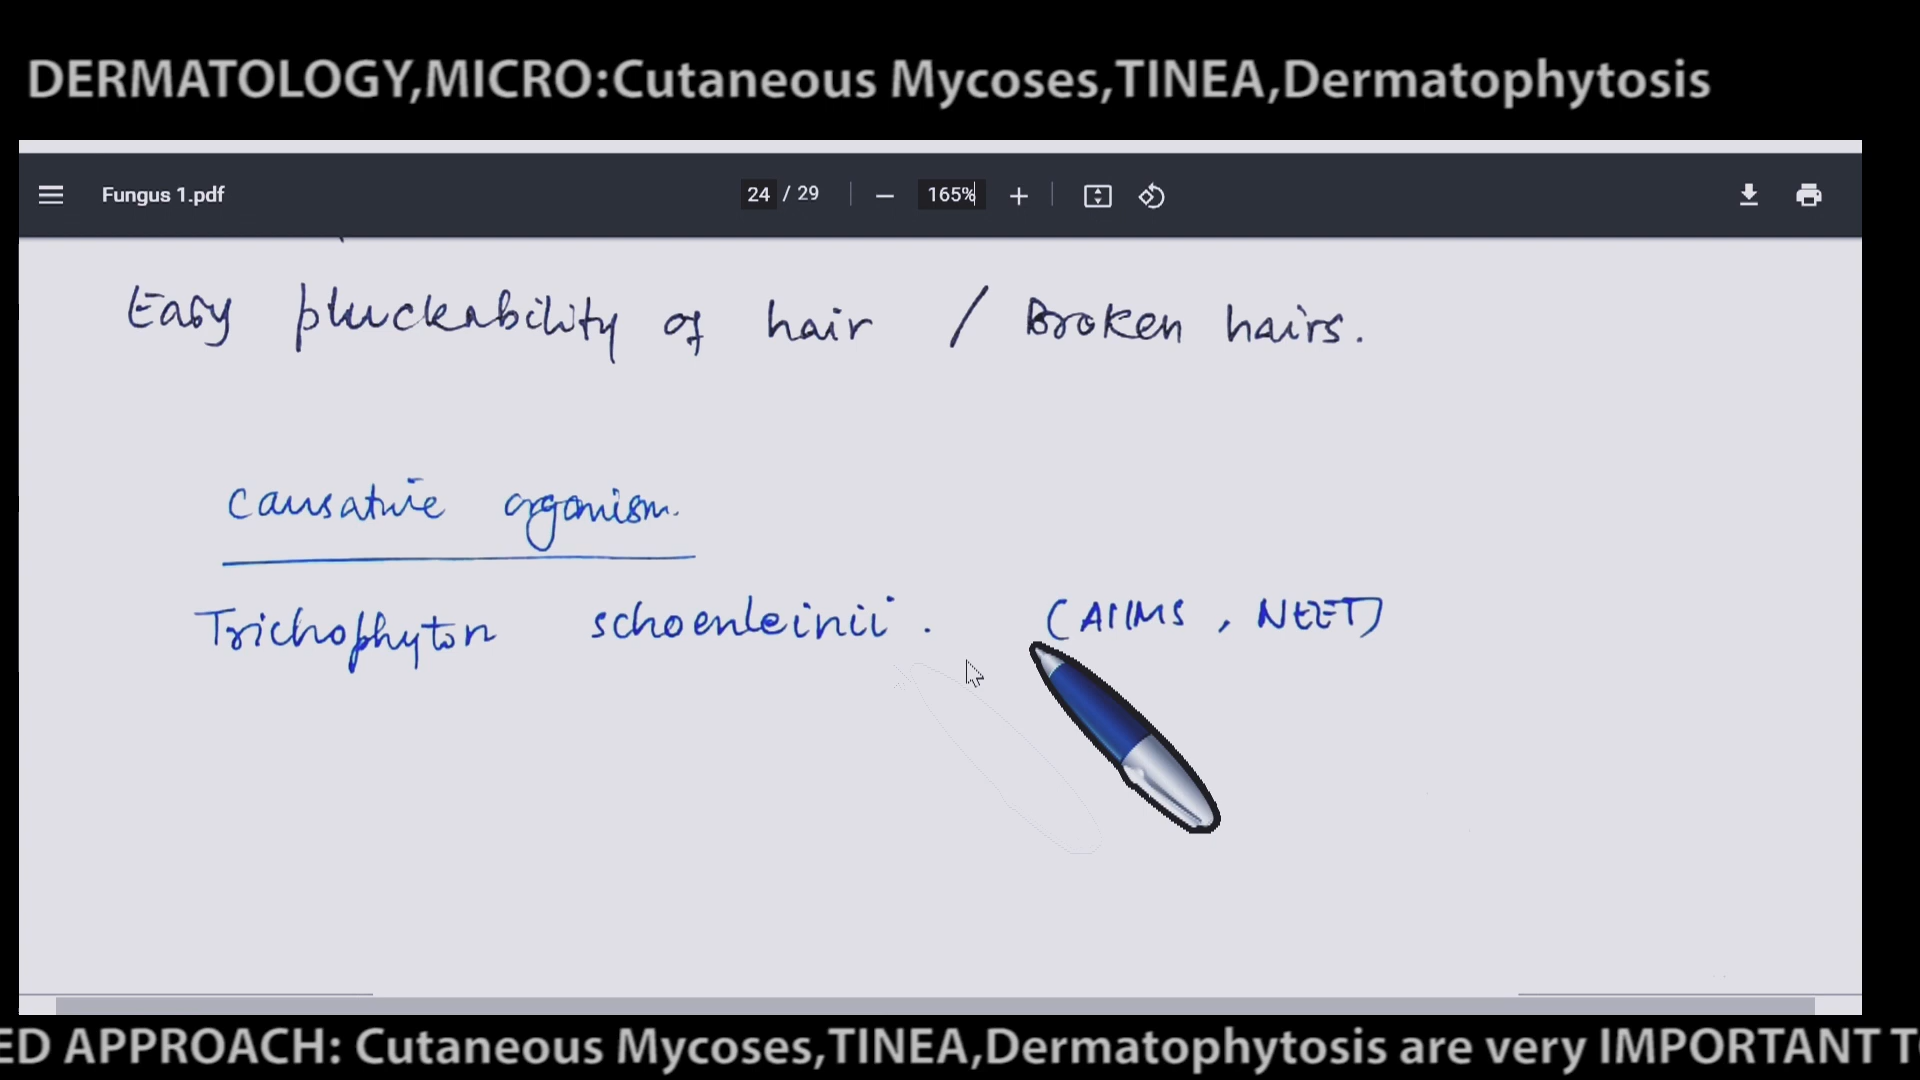 DERMATOLOGY,MICRO:Cutaneous Mycoses,TINEA,Dermatophytosis
Fungus 1.pdf 24 / 29 165%
Easy pluckability of hair / Broken hairs.
Causative organism.
Trichophyton schoenleinii. (AIIMS, NEET)
ED APPROACH: Cutaneous Mycoses,TINEA,Dermatophytosis are very IMPORTANT T